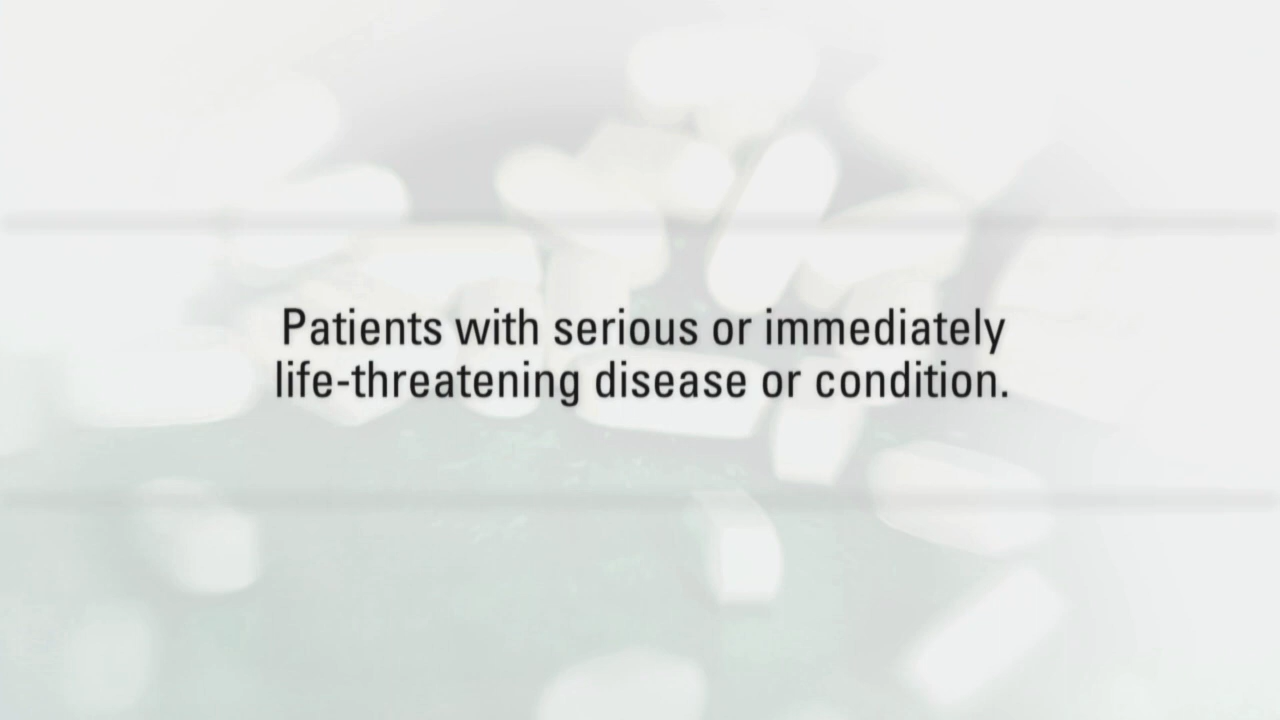 Patients with serious or immediately
life-threatening disease or condition.